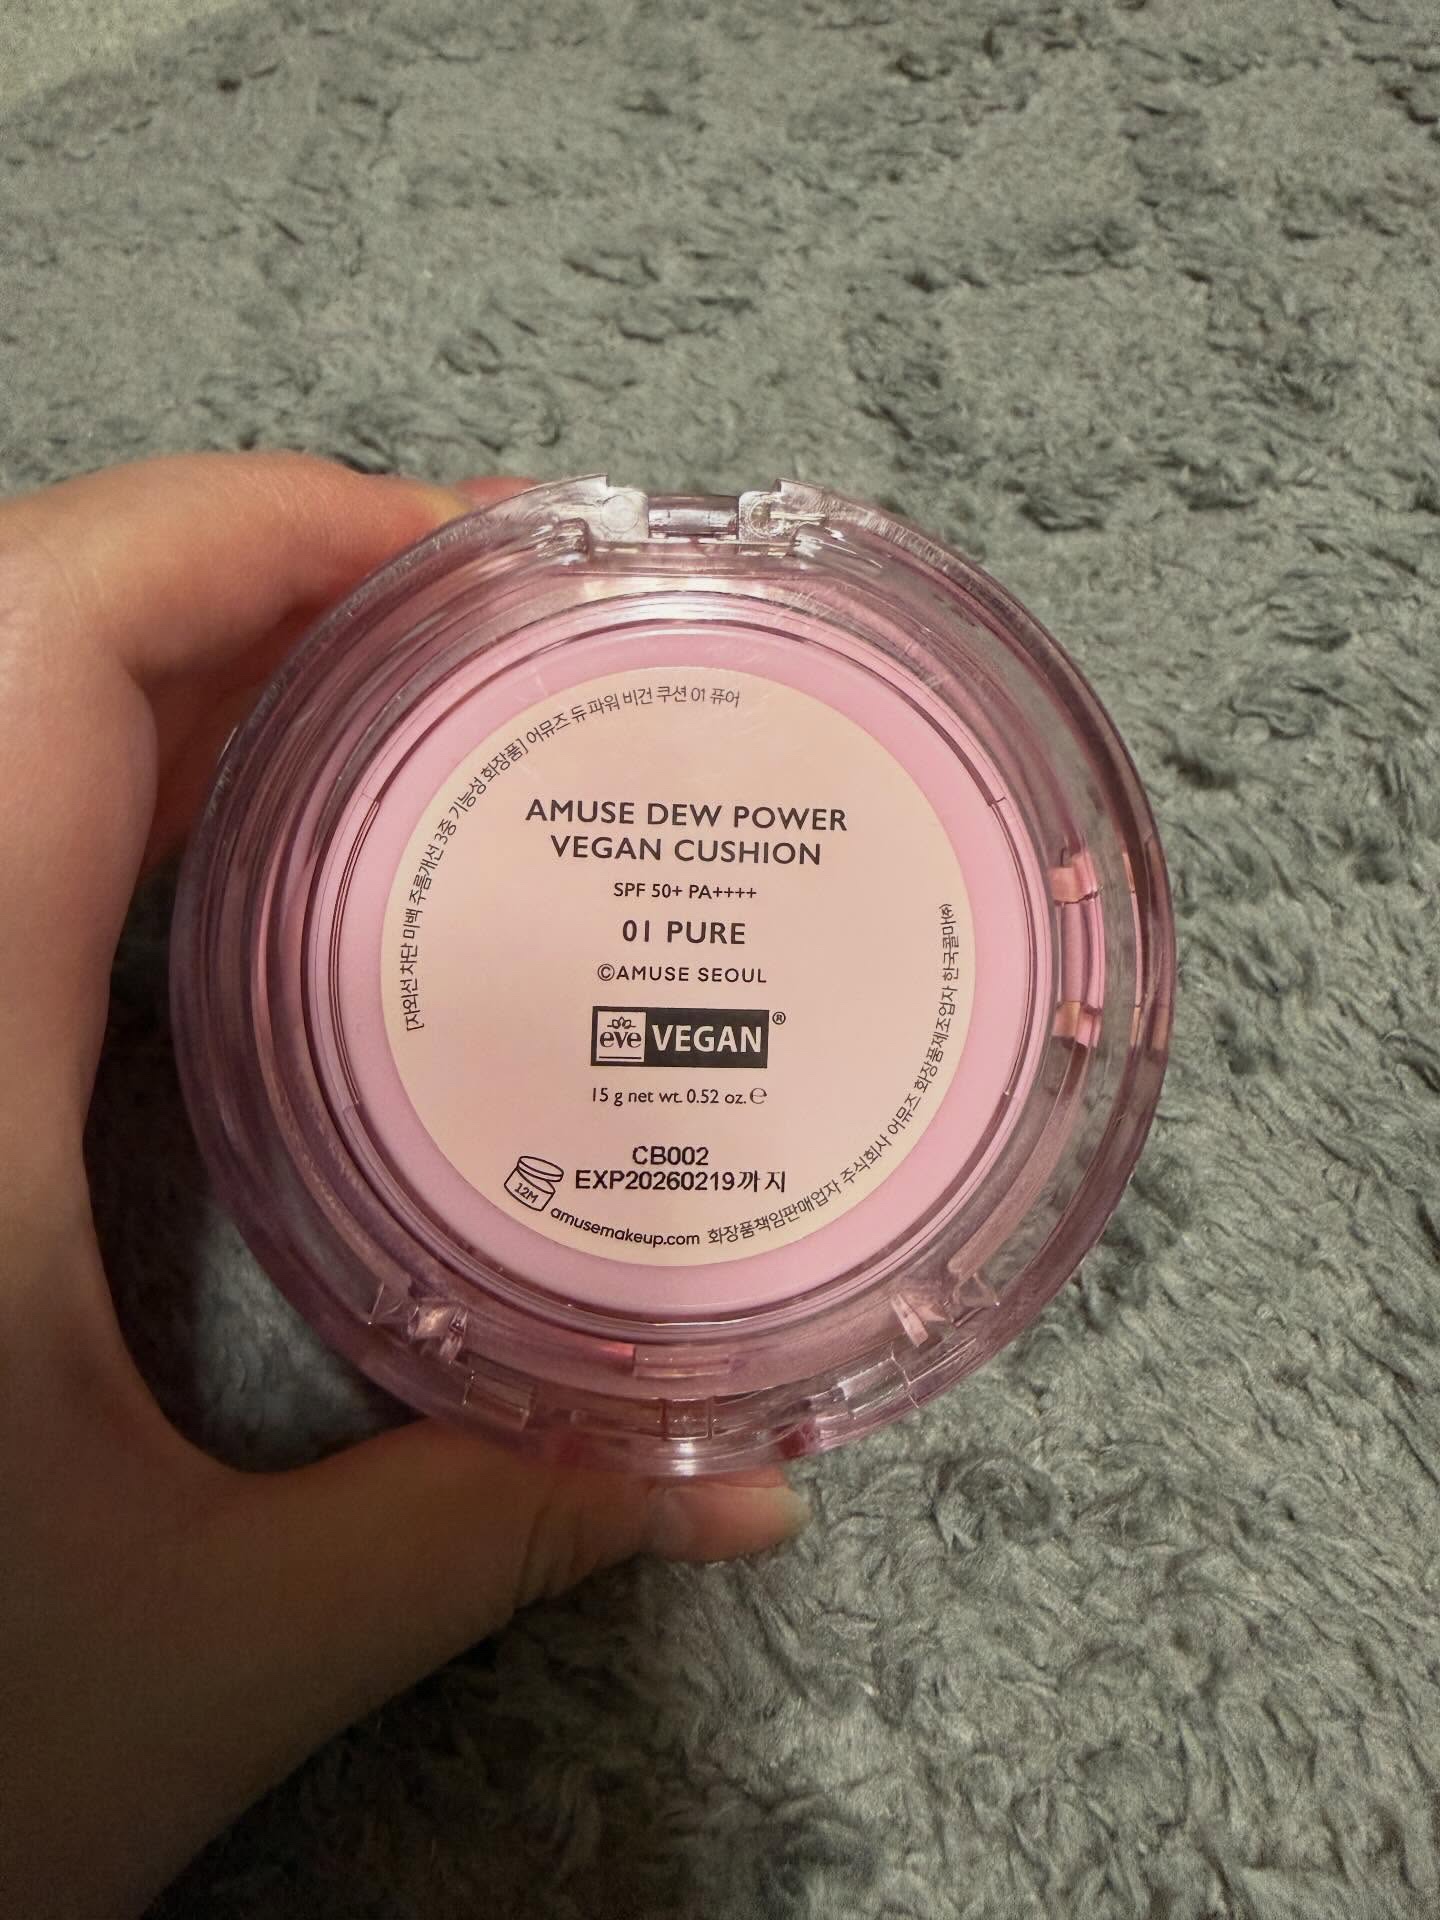 [자외선 차단 미백 주름개선 3중 기능성 화장품] 어뮤즈 듀 파워 비건 쿠션 01 퓨어
AMUSE DEW POWER
VEGAN CUSHION
SPF 50+ PA++++
01 PURE
©AMUSE SEOUL
eve VEGAN®
15 g net wt. 0.52 oz. ℮
CB002
EXP20260219까지
12M
amusemakeup.com 화장품책임판매업자 주식회사 어뮤즈 화장품제조업자 한국콜마(주)